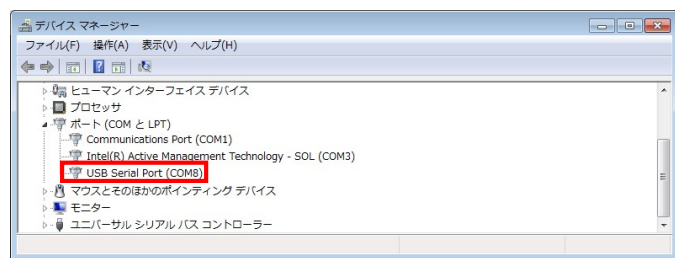 デバイス マネージャー
ファイル(F) 操作(A) 表示(V) ヘルプ(H)
ヒューマン インターフェイス デバイス
プロセッサ
ポート (COM と LPT)
Communications Port (COM1)
Intel(R) Active Management Technology - SOL (COM3)
USB Serial Port (COM8)
マウスとそのほかのポインティング デバイス
モニター
ユニバーサル シリアル バス コントローラー